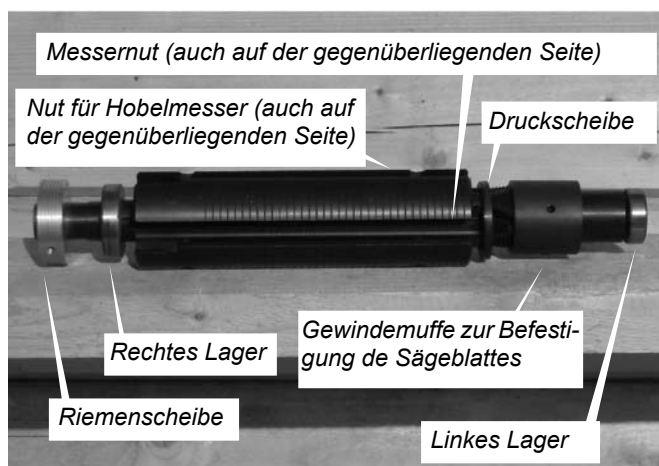 Messernut (auch auf der gegenüberliegenden Seite)
Nut für Hobelmesser (auch auf
der gegenüberliegenden Seite)
Druckscheibe
Rechtes Lager
Gewindemuffe zur Befesti-
gung de Sägeblattes
Riemenscheibe
Linkes Lager